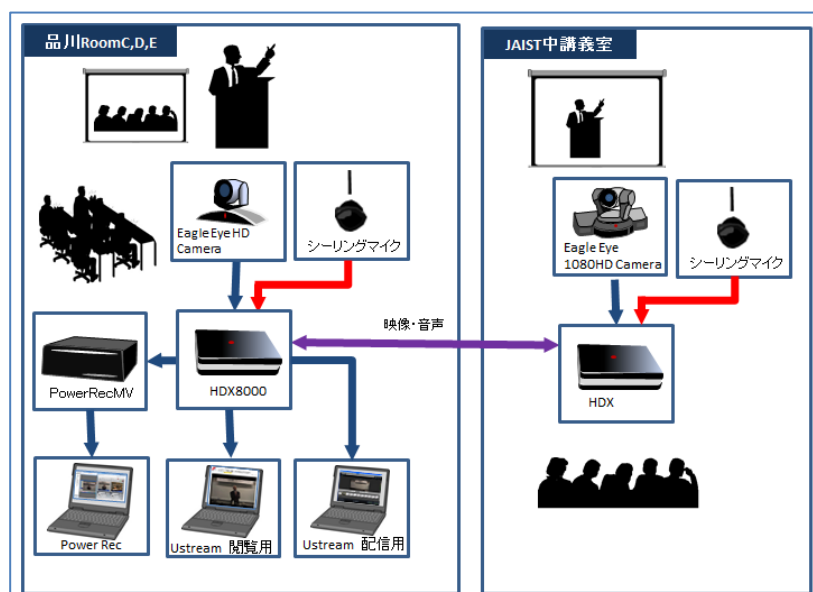 品川RoomC,D,E
Eagle Eye HD
Camera
シーリングマイク
映像・音声
PowerRecMV
HDX8000
Power Rec
Ustream 閲覧用
Ustream 配信用
JAIST中講義室
Eagle Eye
1080HD Camera
シーリングマイク
HDX